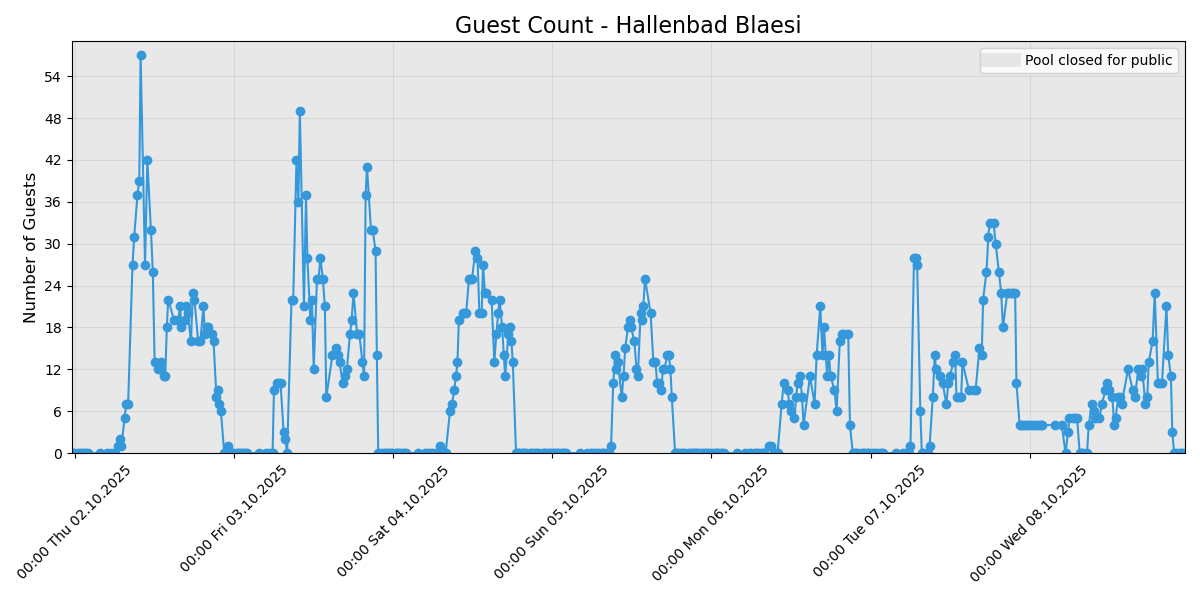 Guest Count - Hallenbad Blaesi
Pool closed for public
Number of Guests
54
48
42
36
30
24
18
12
6
0
00:00 Thu 02.10.2025
00:00 Fri 03.10.2025
00:00 Sat 04.10.2025
00:00 Sun 05.10.2025
00:00 Mon 06.10.2025
00:00 Tue 07.10.2025
00:00 Wed 08.10.2025